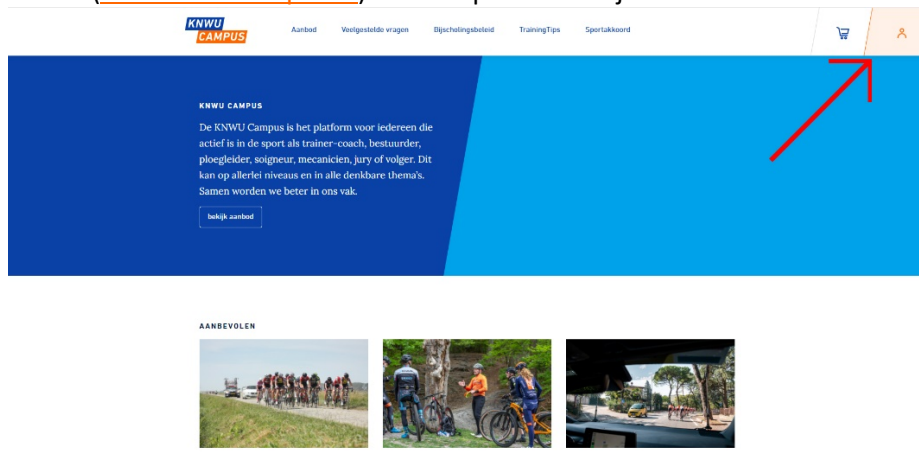 KNWU
CAMPUS
Aanbod Veelgestelde vragen Bijscholingsbeleid TrainingTips Sportakkoord
KNWU CAMPUS
De KNWU Campus is het platform voor iedereen die
actief is in de sport als trainer-coach, bestuurder,
ploegleider, soigneur, mecanicien, jury of volger. Dit
kan op allerlei niveaus en in alle denkbare thema's.
Samen worden we beter in ons vak.
bekijk aanbod
AANBEVOLEN